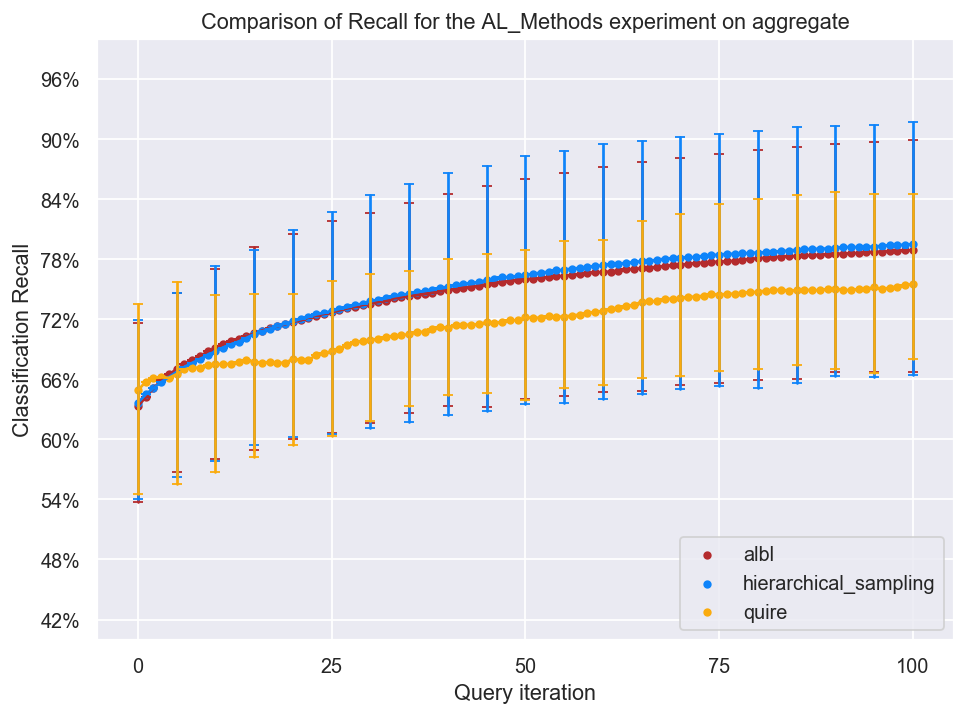 Comparison of Recall for the AL_Methods experiment on aggregate
96%
90%
84%
78%
72%
66%
60%
54%
48%
42%
Classification Recall
albl
hierarchical_sampling
quire
0 25 50 75 100
Query iteration